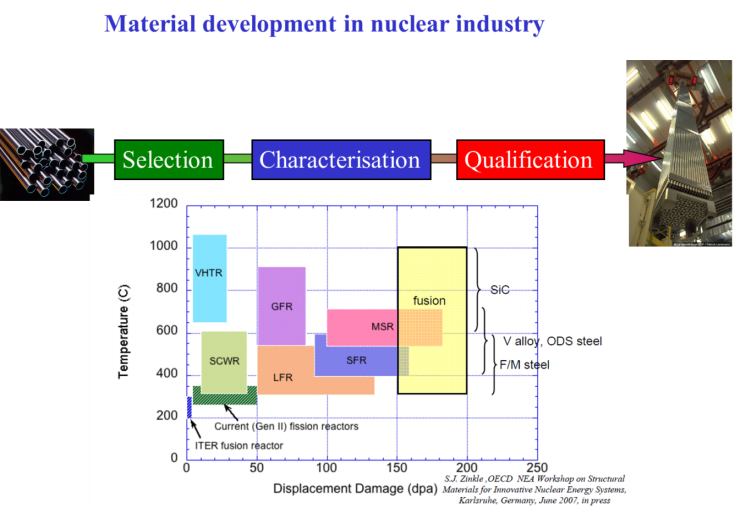 Material development in nuclear industry
Selection
Characterisation
Qualification
1200
1000
800
600
400
200
0
Temperature (C)
VHTR
GFR
fusion
SiC
MSR
V alloy, ODS steel
SCWR
SFR
F/M steel
LFR
Current (Gen II) fission reactors
ITER fusion reactor
0 50 100 150 200 250
Displacement Damage (dpa)
S.J. Zinkle ,OECD NEA Workshop on Structural
Materials for Innovative Nuclear Energy Systems,
Karlsruhe, Germany, June 2007, in press